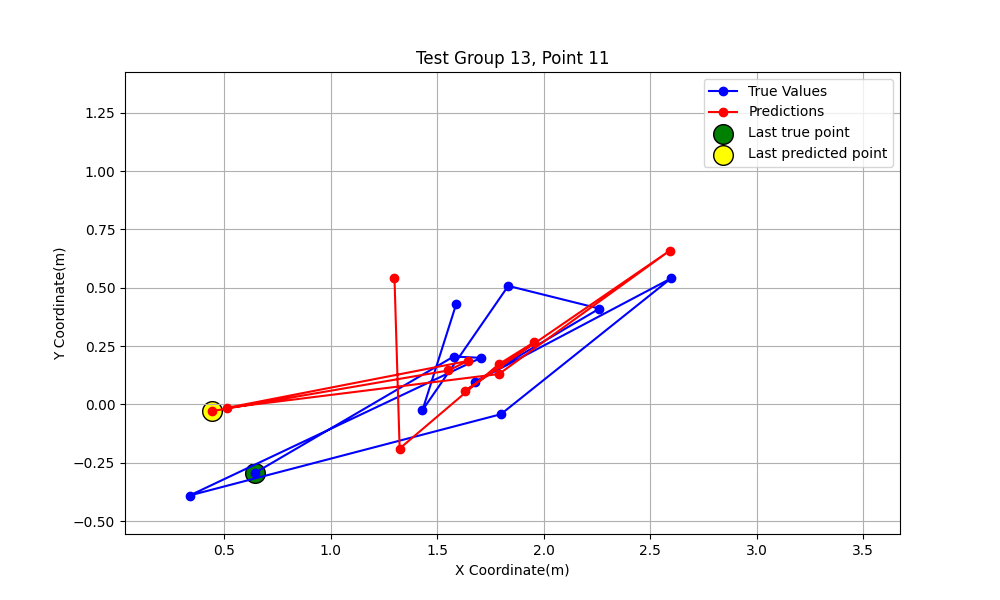 Test Group 13, Point 11
True Values
Predictions
Last true point
Last predicted point
Y Coordinate(m)
1.25
1.00
0.75
0.50
0.25
0.00
−0.25
−0.50
0.5 1.0 1.5 2.0 2.5 3.0 3.5
X Coordinate(m)